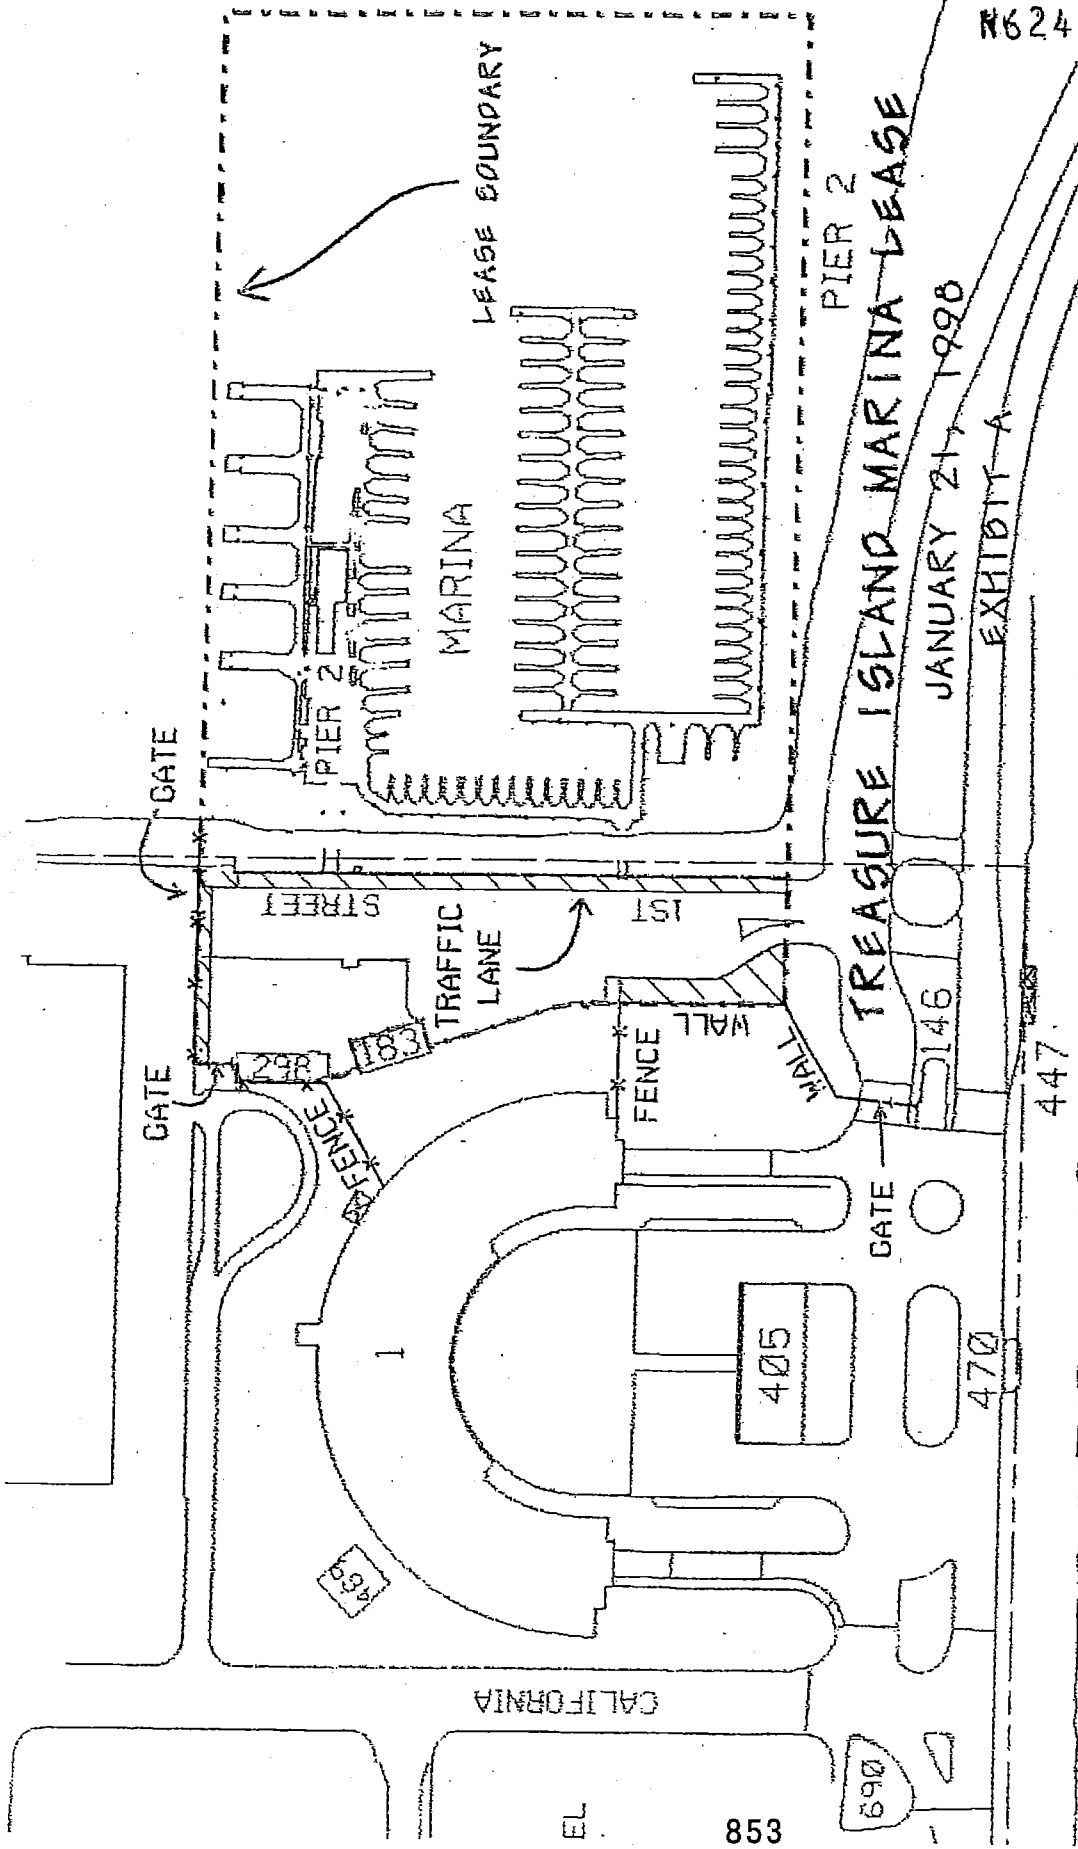 N624
LEASE BOUNDARY
GATE
PIER 2
MARINA
PIER 2
STREET
1ST
TRAFFIC
LANE
GATE
298
183
FENCE
FENCE
WALL
WALL
GATE
146
447
1
405
470
469
CALIFORNIA
EL
690
TREASURE ISLAND MARINA LEASE
JANUARY 21, 1998
EXHIBIT A
853